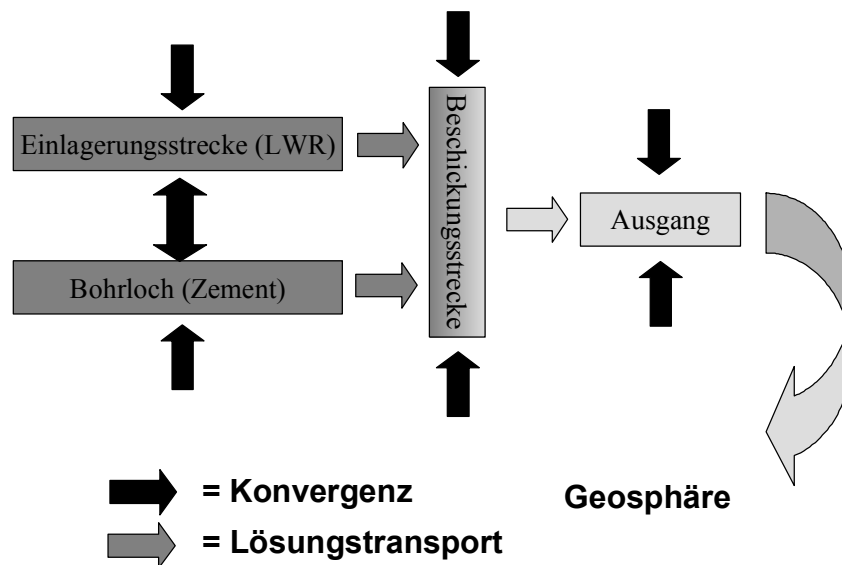 Einlagerungsstrecke (LWR)
Bohrloch (Zement)
Beschickungsstrecke
Ausgang
= Konvergenz
= Lösungstransport
Geosphäre